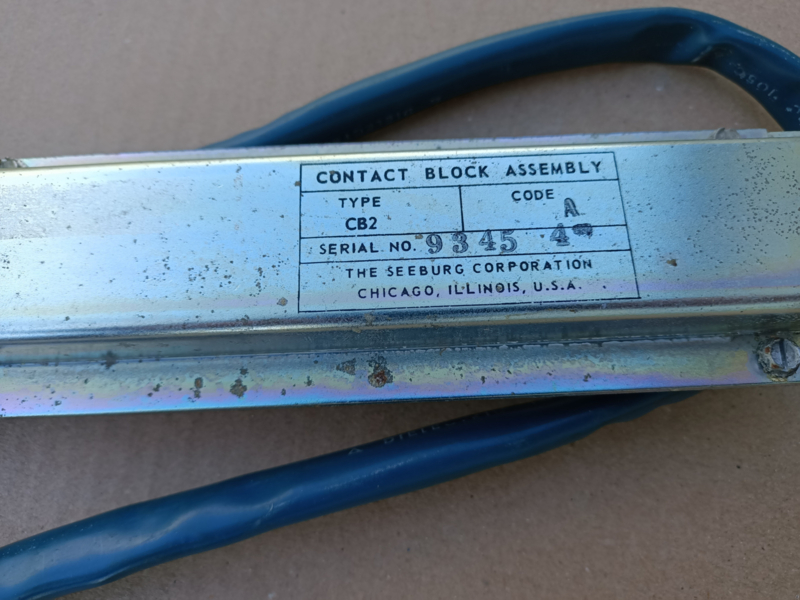 CONTACT BLOCK ASSEMBLY
TYPE CODE
CB2 A
SERIAL NO. 9345 4
THE SEEBURG CORPORATION
CHICAGO, ILLINOIS, U.S.A.